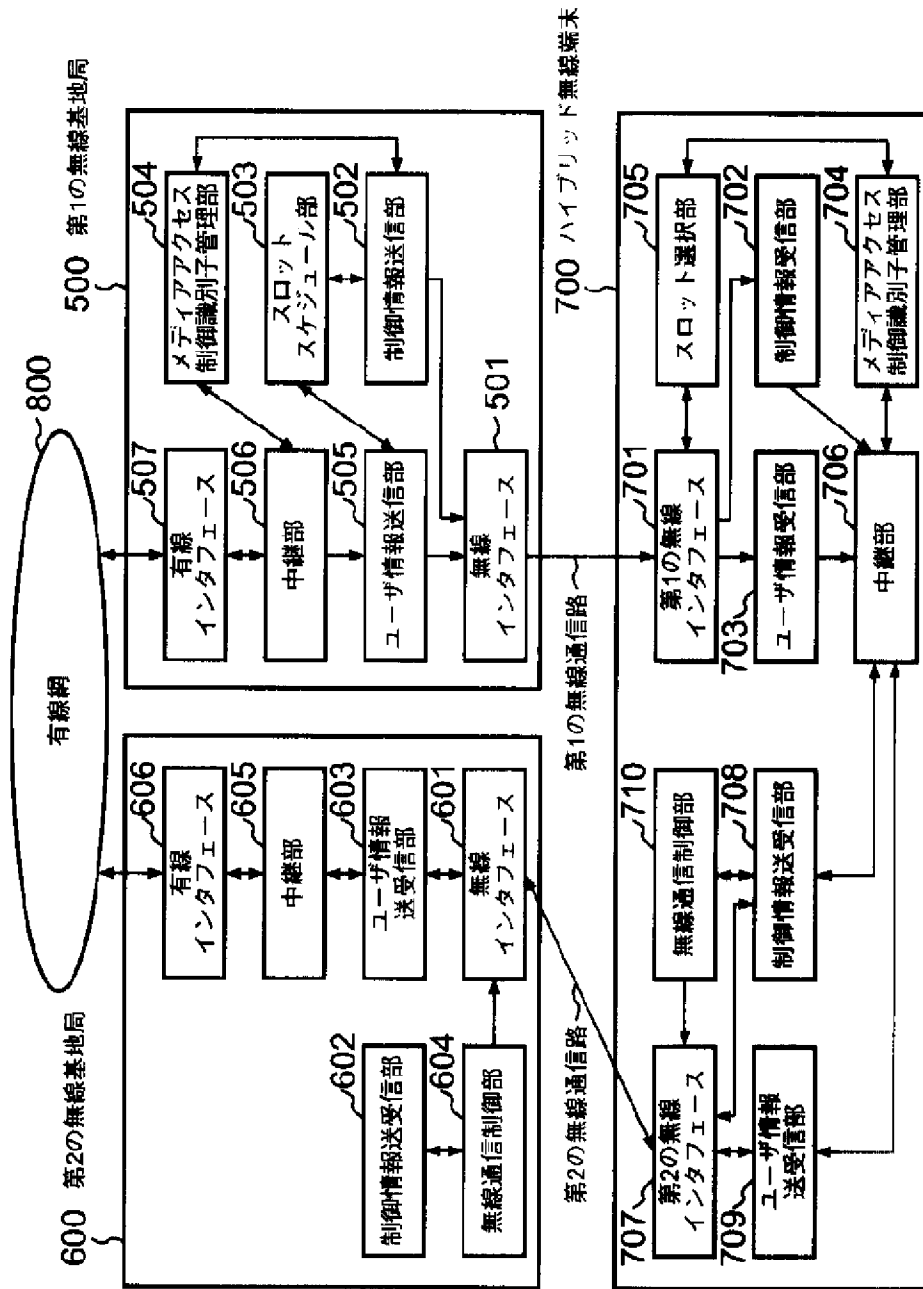 800
有線網
600 第2の無線基地局
606
有線
インタフェース
605
中継部
603
ユーザ情報
送受信部
601
無線
インタフェース
602
制御情報送受信部
604
無線通信制御部
500 第1の無線基地局
507
有線
インタフェース
506
中継部
505
ユーザ情報送信部
501
無線
インタフェース
504
メディアアクセス
制御識別子管理部
503
スロット
スケジュール部
502
制御情報送信部
第2の無線通信路
第1の無線通信路
700 ハイブリッド無線端末
707
第2の無線
インタフェース
709
ユーザ情報
送受信部
710
無線通信制御部
708
制御情報送受信部
701
第1の無線
インタフェース
703
ユーザ情報受信部
706
中継部
705
スロット選択部
702
制御情報受信部
704
メディアアクセス
制御識別子管理部